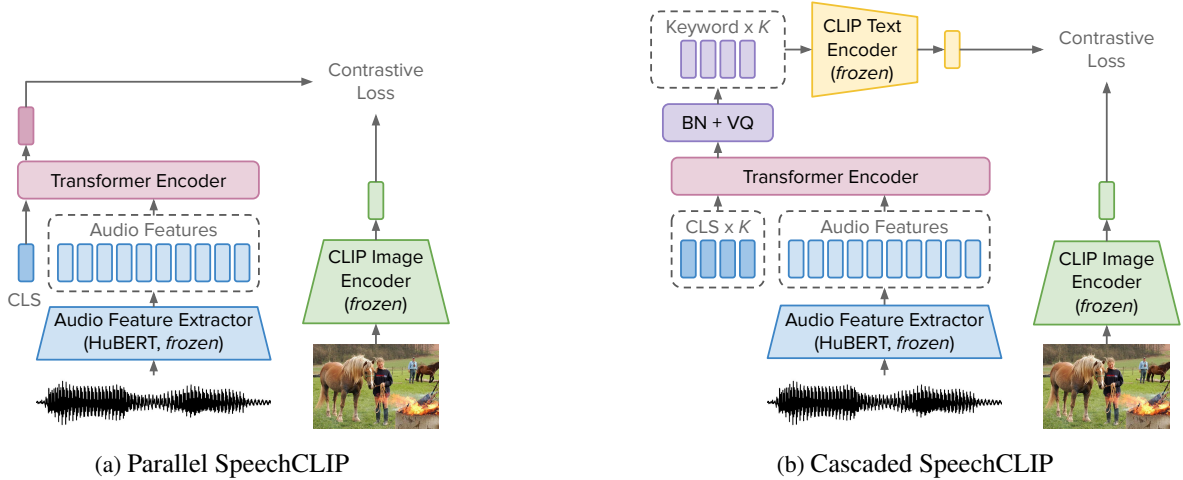 Contrastive
Loss
Transformer Encoder
Audio Features
CLS
Audio Feature Extractor
(HuBERT, frozen)
CLIP Image
Encoder
(frozen)
(a) Parallel SpeechCLIP
Keyword x K
CLIP Text
Encoder
(frozen)
Contrastive
Loss
BN + VQ
Transformer Encoder
CLS x K
Audio Features
Audio Feature Extractor
(HuBERT, frozen)
CLIP Image
Encoder
(frozen)
(b) Cascaded SpeechCLIP